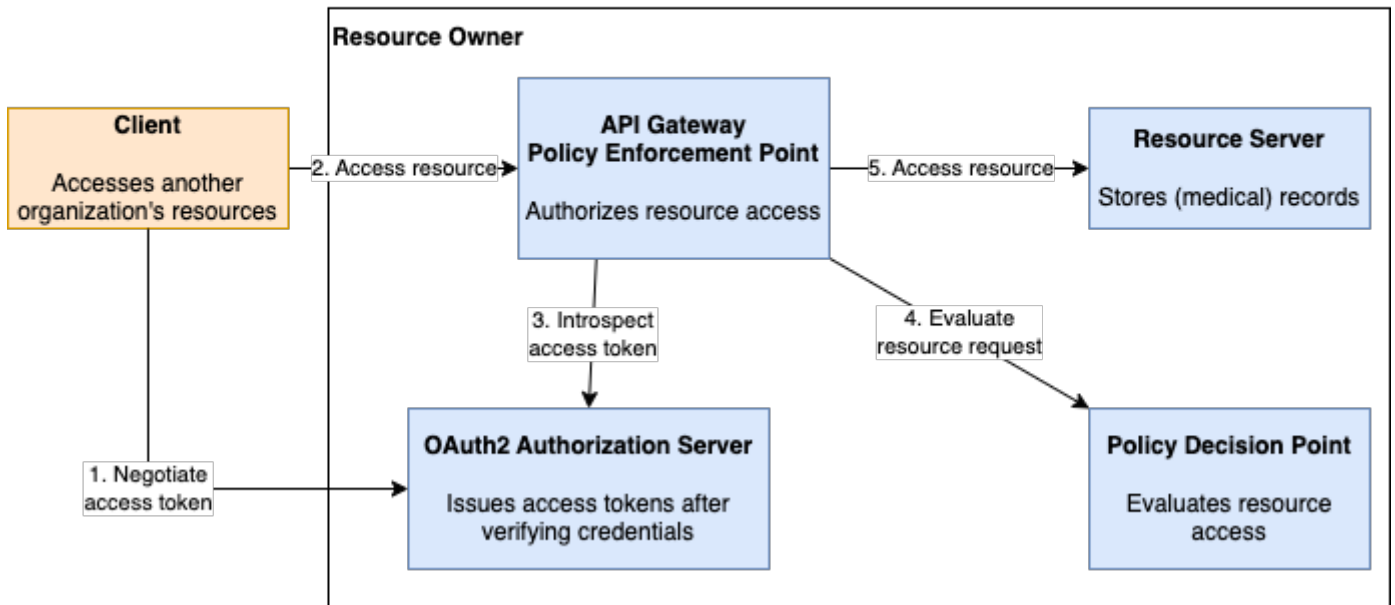 Resource Owner
Client
Accesses another
organization's resources
2. Access resource
API Gateway
Policy Enforcement Point
Authorizes resource access
5. Access resource
Resource Server
Stores (medical) records
3. Introspect
access token
4. Evaluate
resource request
1. Negotiate
access token
OAuth2 Authorization Server
Issues access tokens after
verifying credentials
Policy Decision Point
Evaluates resource
access